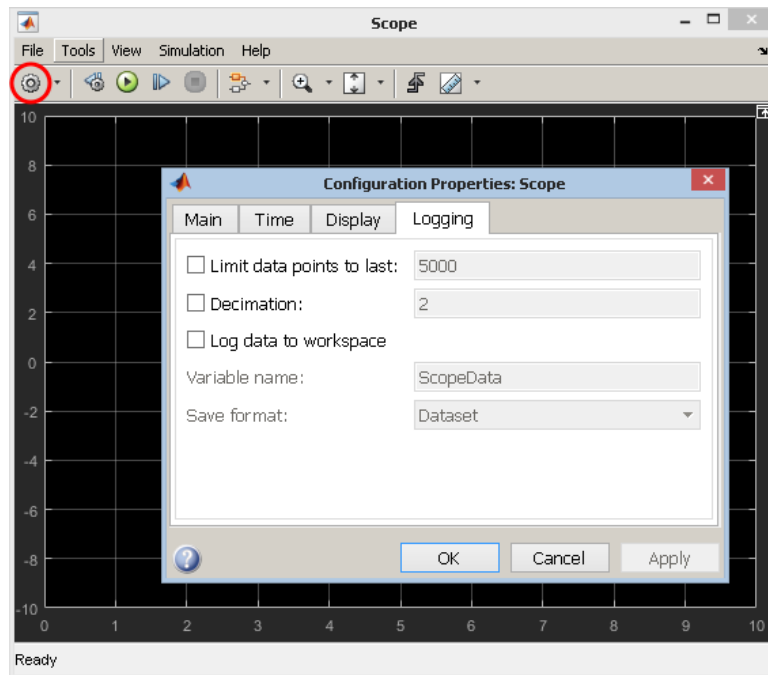 Scope
File Tools View Simulation Help
10
8
6
4
2
0
-2
-4
-6
-8
-10
0 1 2 3 4 5 6 7 8 9 10
Configuration Properties: Scope
Main Time Display Logging
Limit data points to last: 5000
Decimation: 2
Log data to workspace
Variable name: ScopeData
Save format: Dataset
OK Cancel Apply
Ready